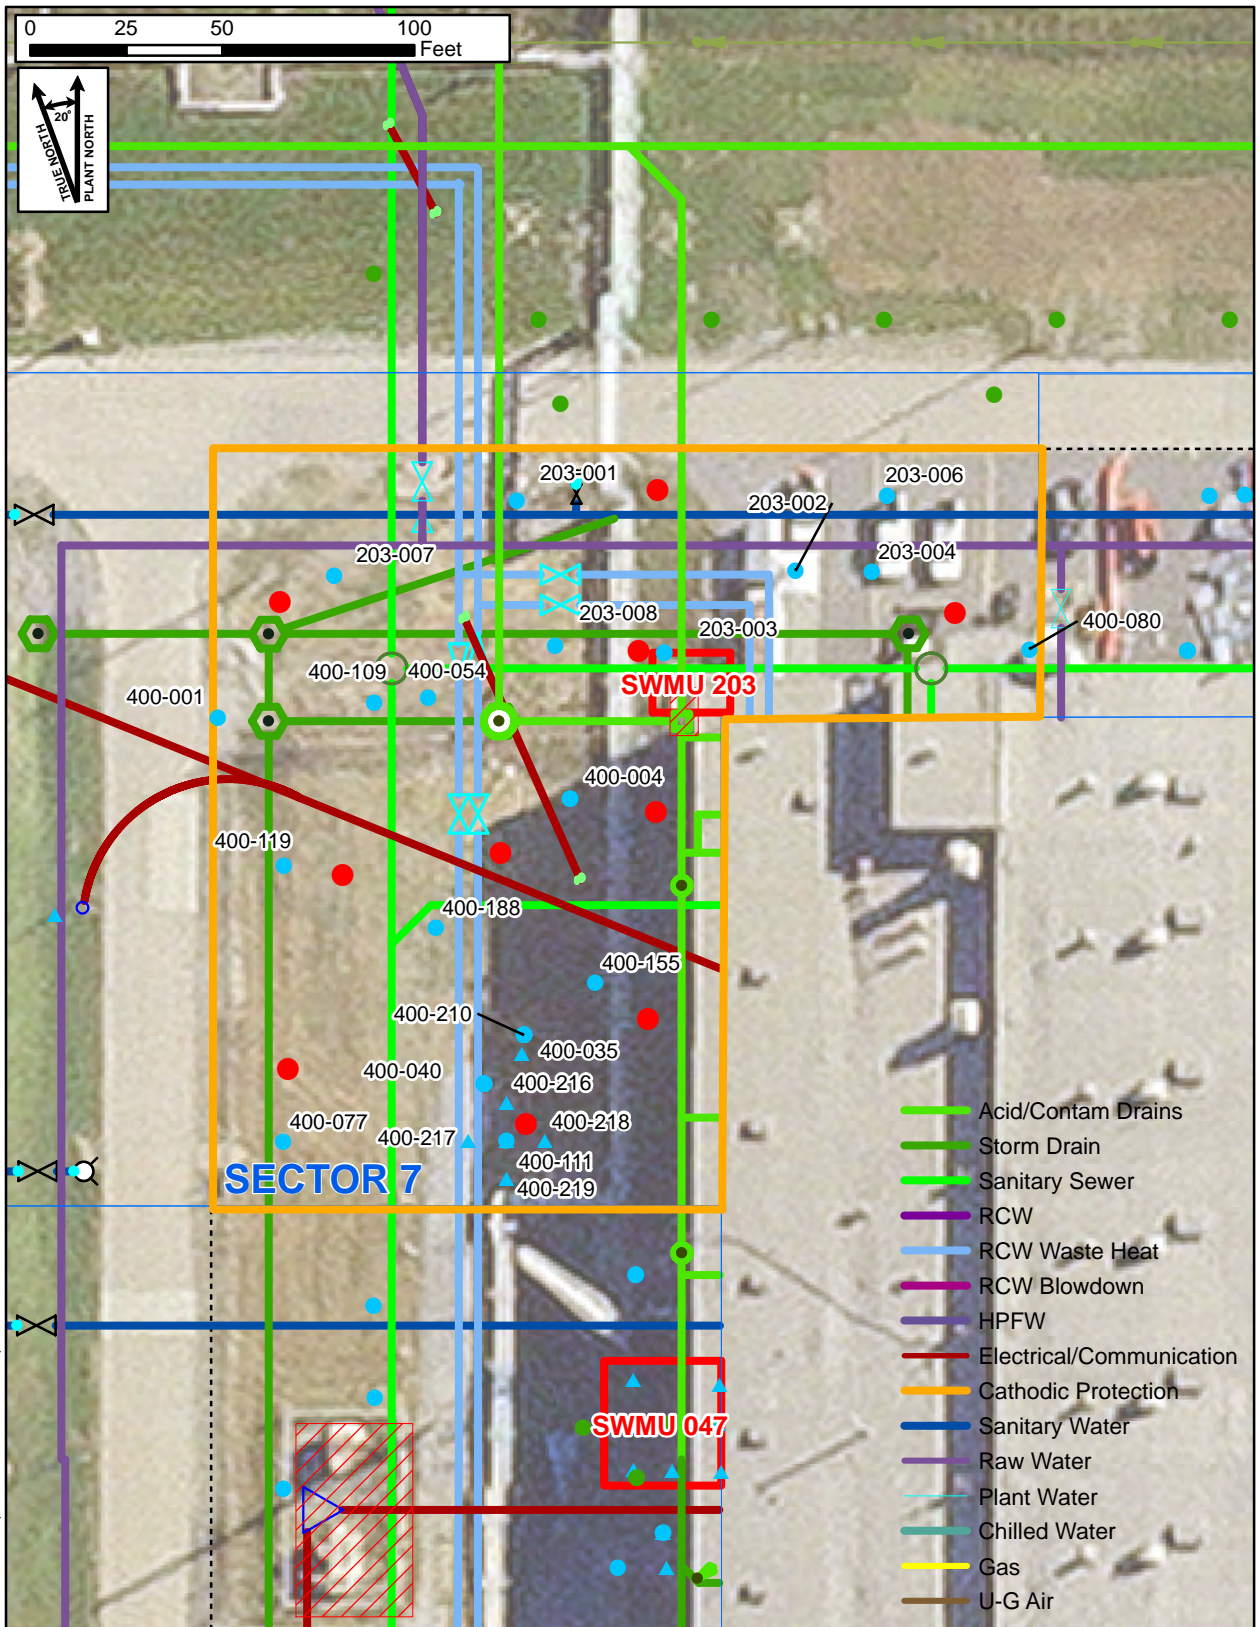 0 25 50 100
Feet
20°
TRUE NORTH
PLANT NORTH
203-001
203-006
203-002
203-007
203-004
203-008
203-003
400-080
400-109
400-054
SWMU 203
400-001
400-004
400-119
400-188
400-155
400-210
400-035
400-040
400-216
400-077
400-217
400-218
400-111
SECTOR 7
400-219
SWMU 047
Acid/Contam Drains
Storm Drain
Sanitary Sewer
RCW
RCW Waste Heat
RCW Blowdown
HPFW
Electrical/Communication
Cathodic Protection
Sanitary Water
Raw Water
Plant Water
Chilled Water
Gas
U-G Air